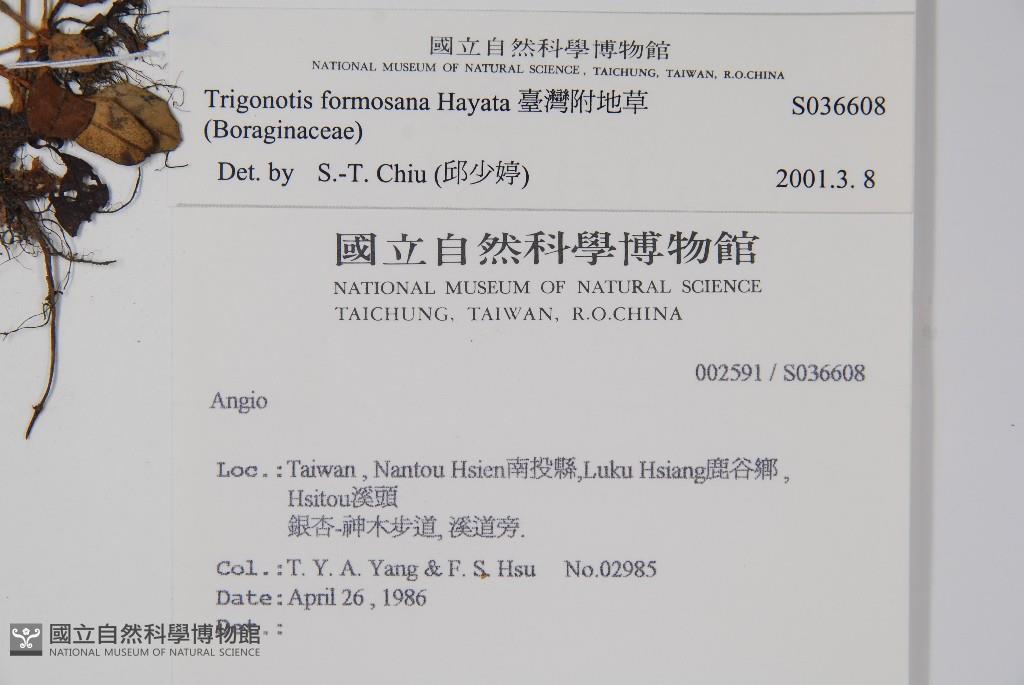 國立自然科學博物館
NATIONAL MUSEUM OF NATURAL SCIENCE, TAICHUNG, TAIWAN, R.O.CHINA
Trigonotis formosana Hayata 臺灣附地草 S036608
(Boraginaceae)
Det. by S.-T. Chiu (邱少婷) 2001.3. 8
國立自然科學博物館
NATIONAL MUSEUM OF NATURAL SCIENCE
TAICHUNG, TAIWAN, R.O.CHINA
002591 / S036608
Angio
Loc.:Taiwan , Nantou Hsien南投縣,Luku Hsiang鹿谷鄉 ,
Hsitou溪頭
銀杏-神木步道, 溪道旁.
Col.:T. Y. A. Yang & F. S. Hsu No.02985
Date:April 26 , 1986
Det.:
國立自然科學博物館
NATIONAL MUSEUM OF NATURAL SCIENCE